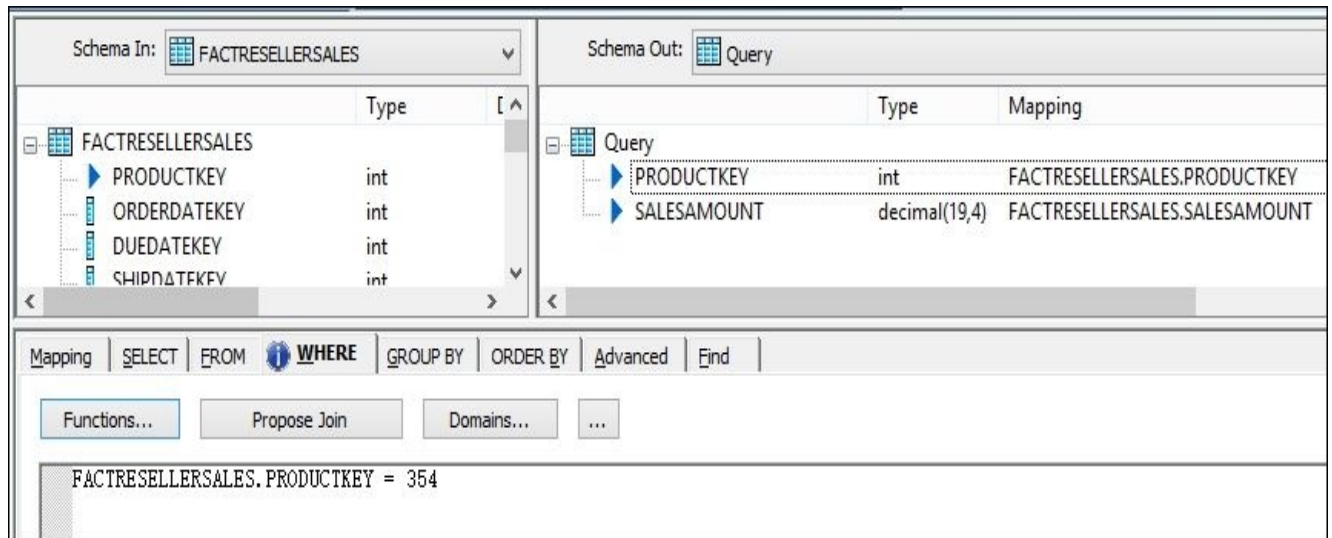 Schema In: FACTRESELLERSALES
Schema Out: Query
Type
Type Mapping
FACTRESELLERSALES
PRODUCTKEY int
ORDERDATEKEY int
DUEDATEKEY int
SHIPDATEKEY int
Query
PRODUCTKEY int FACTRESELLERSALES.PRODUCTKEY
SALESAMOUNT decimal(19,4) FACTRESELLERSALES.SALESAMOUNT
Mapping SELECT FROM WHERE GROUP BY ORDER BY Advanced Find
Functions... Propose Join Domains... ...
FACTRESELLERSALES.PRODUCTKEY = 354